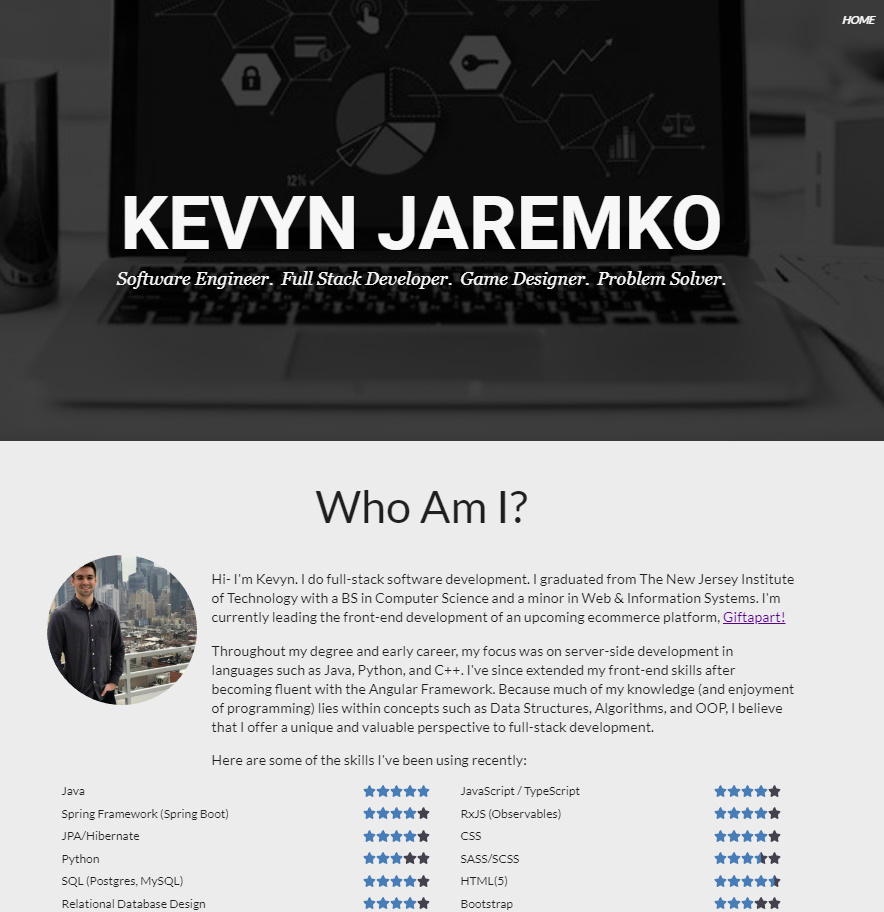 HOME
12%
KEVYN JAREMKO
Software Engineer. Full Stack Developer. Game Designer. Problem Solver.
Who Am I?
Hi- I'm Kevyn. I do full-stack software development. I graduated from The New Jersey Institute
of Technology with a BS in Computer Science and a minor in Web & Information Systems. I'm
currently leading the front-end development of an upcoming ecommerce platform, Giftapart!
Throughout my degree and early career, my focus was on server-side development in
languages such as Java, Python, and C++. I've since extended my front-end skills after
becoming fluent with the Angular Framework. Because much of my knowledge (and enjoyment
of programming) lies within concepts such as Data Structures, Algorithms, and OOP, I believe
that I offer a unique and valuable perspective to full-stack development.
Here are some of the skills I've been using recently:
Java
Spring Framework (Spring Boot)
JPA/Hibernate
Python
SQL (Postgres, MySQL)
Relational Database Design
JavaScript / TypeScript
RxJS (Observables)
CSS
SASS/SCSS
HTML(5)
Bootstrap